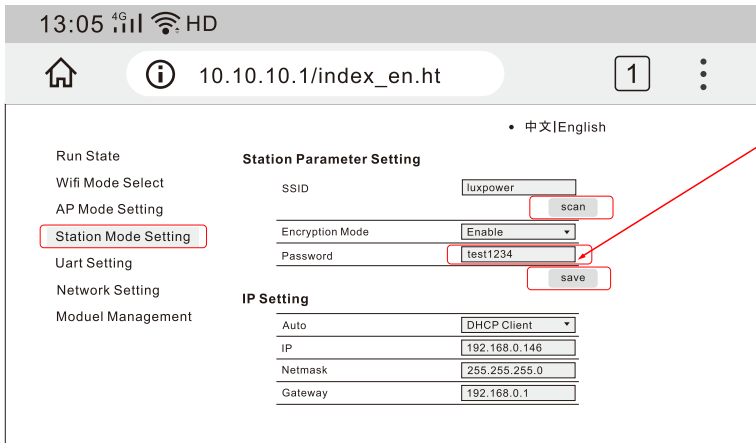 13:05 4G HD
10.10.10.1/index_en.ht 1
• 中文|English
Run State
Wifi Mode Select
AP Mode Setting
Station Mode Setting
Uart Setting
Network Setting
Moduel Management
Station Parameter Setting
SSID luxpower
scan
Encryption Mode Enable
Password test1234
save
IP Setting
Auto DHCP Client
IP 192.168.0.146
Netmask 255.255.255.0
Gateway 192.168.0.1